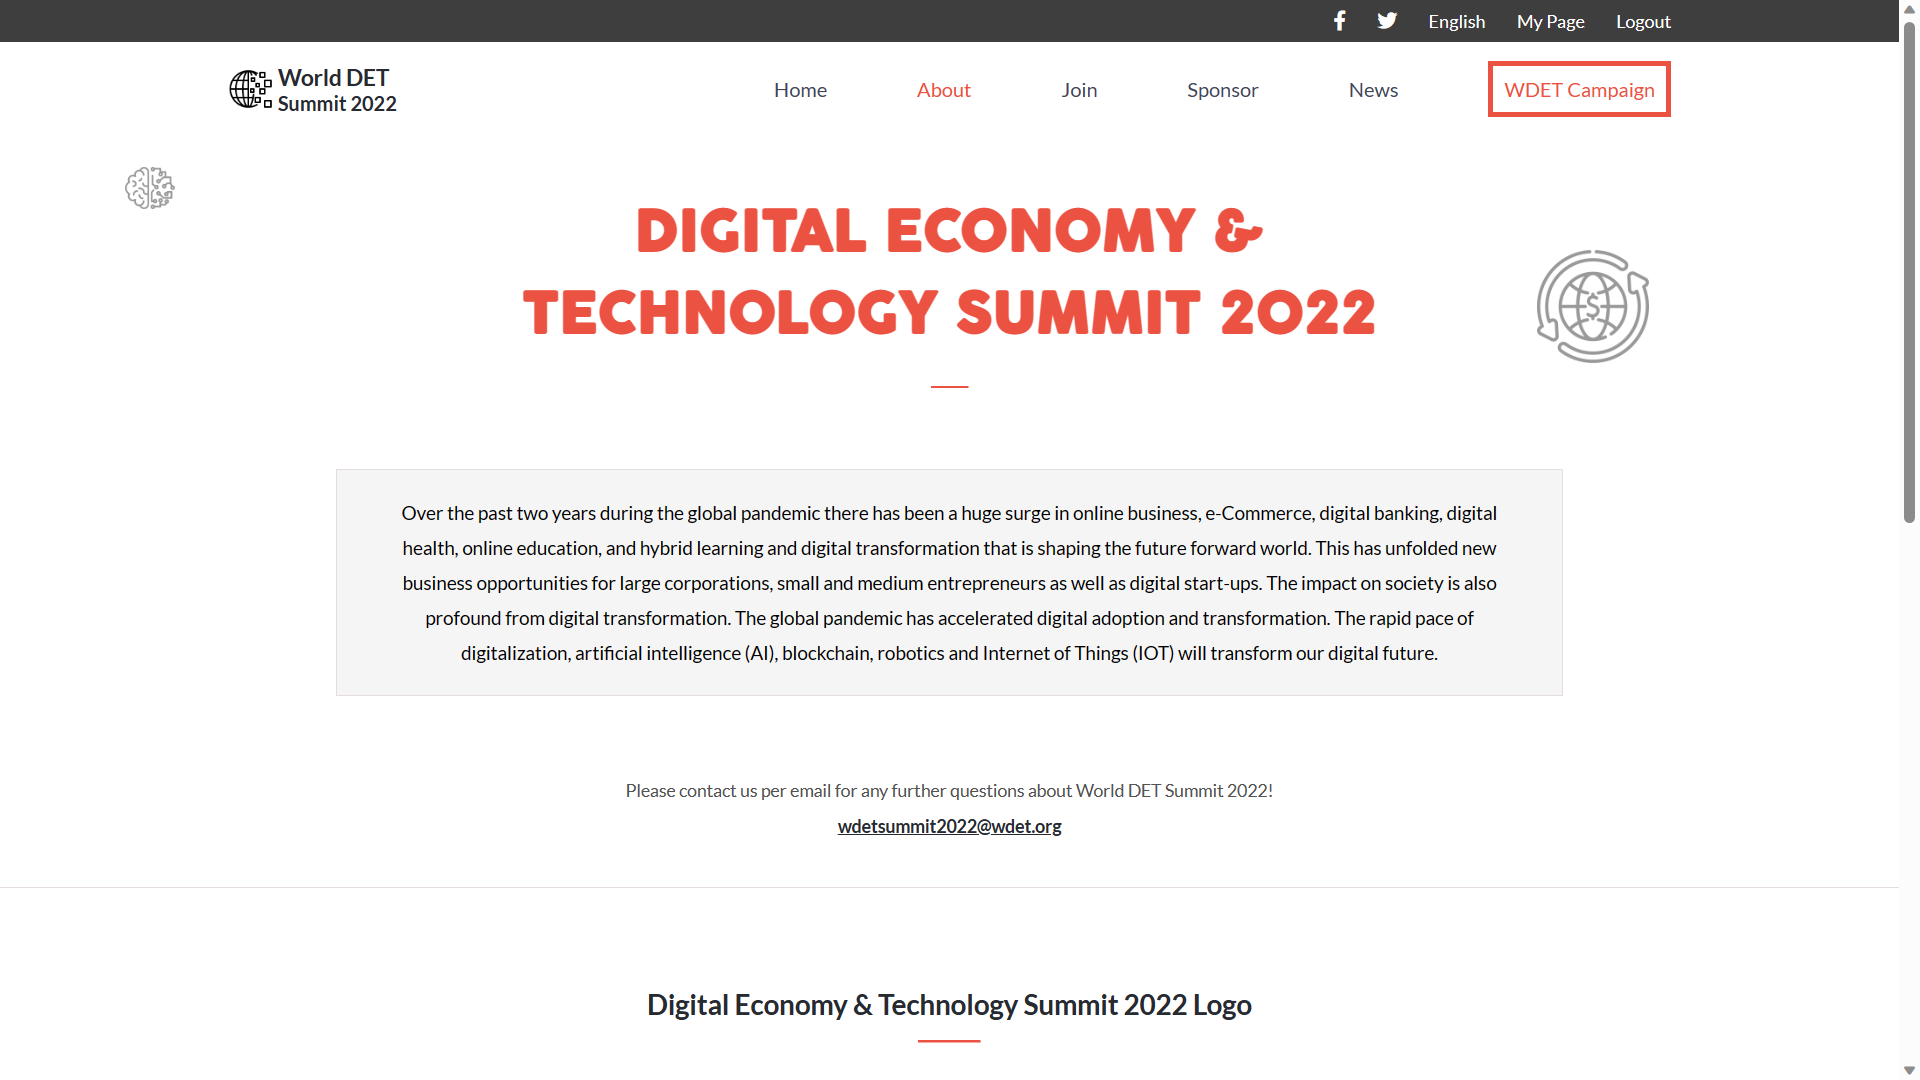 English My Page Logout
World DET
Summit 2022
Home About Join Sponsor News WDET Campaign
DIGITAL ECONOMY &
TECHNOLOGY SUMMIT 2022
Over the past two years during the global pandemic there has been a huge surge in online business, e-Commerce, digital banking, digital
health, online education, and hybrid learning and digital transformation that is shaping the future forward world. This has unfolded new
business opportunities for large corporations, small and medium entrepreneurs as well as digital start-ups. The impact on society is also
profound from digital transformation. The global pandemic has accelerated digital adoption and transformation. The rapid pace of
digitalization, artificial intelligence (AI), blockchain, robotics and Internet of Things (IOT) will transform our digital future.
Please contact us per email for any further questions about World DET Summit 2022!
wdetsummit2022@wdet.org
Digital Economy & Technology Summit 2022 Logo